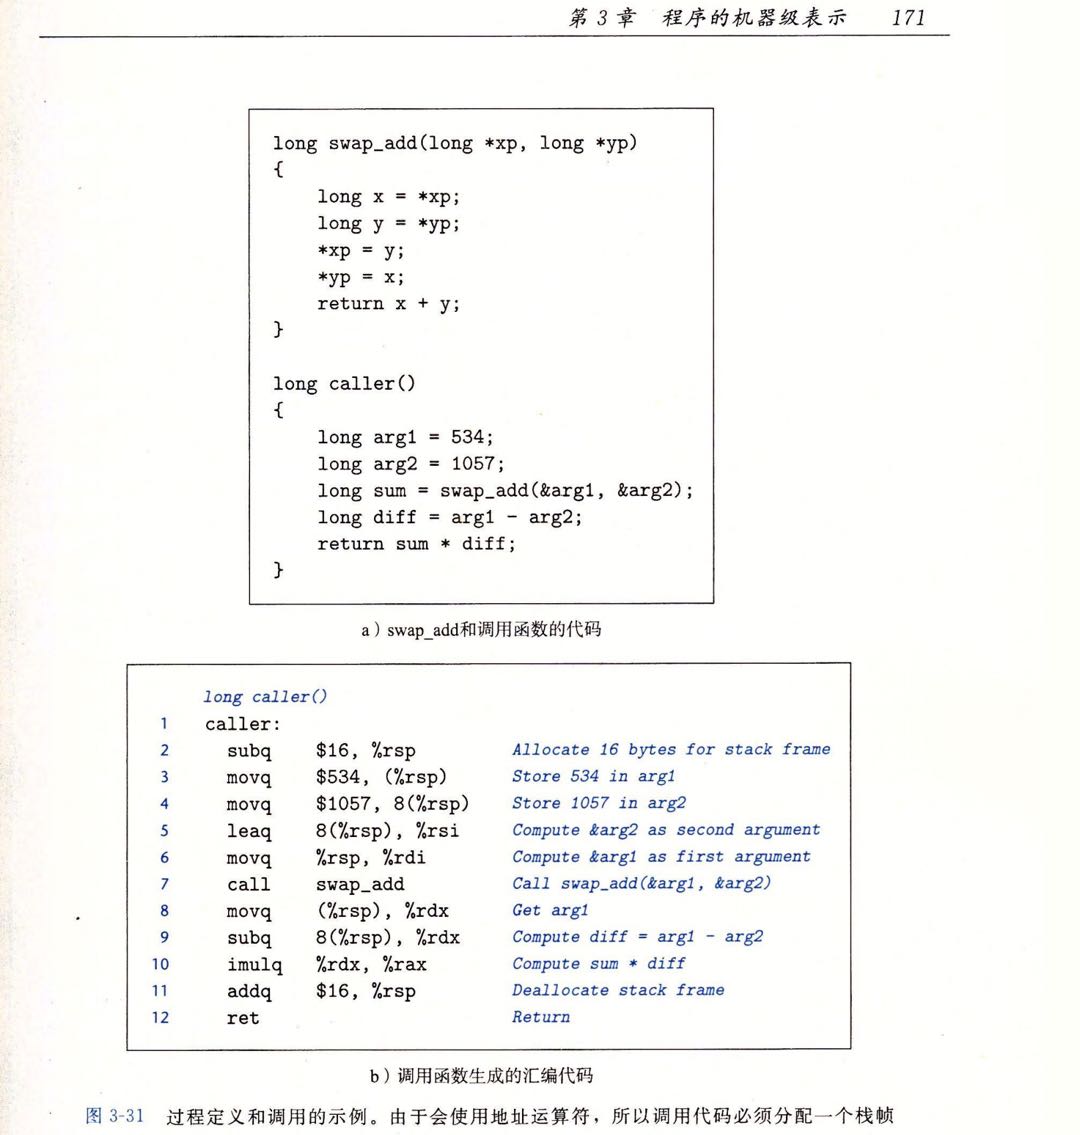 第 3 章 程序的机器级表示 171
long swap_add(long *xp, long *yp)
{
long x = *xp;
long y = *yp;
*xp = y;
*yp = x;
return x + y;
}
long caller()
{
long arg1 = 534;
long arg2 = 1057;
long sum = swap_add(&arg1, &arg2);
long diff = arg1 - arg2;
return sum * diff;
}
a）swap_add和调用函数的代码
long caller()
1 caller:
2 subq $16, %rsp Allocate 16 bytes for stack frame
3 movq $534, (%rsp) Store 534 in arg1
4 movq $1057, 8(%rsp) Store 1057 in arg2
5 leaq 8(%rsp), %rsi Compute &arg2 as second argument
6 movq %rsp, %rdi Compute &arg1 as first argument
7 call swap_add Call swap_add(&arg1, &arg2)
8 movq (%rsp), %rdx Get arg1
9 subq 8(%rsp), %rdx Compute diff = arg1 - arg2
10 imulq %rdx, %rax Compute sum * diff
11 addq $16, %rsp Deallocate stack frame
12 ret Return
b）调用函数生成的汇编代码
图 3-31 过程定义和调用的示例。由于会使用地址运算符，所以调用代码必须分配一个栈帧